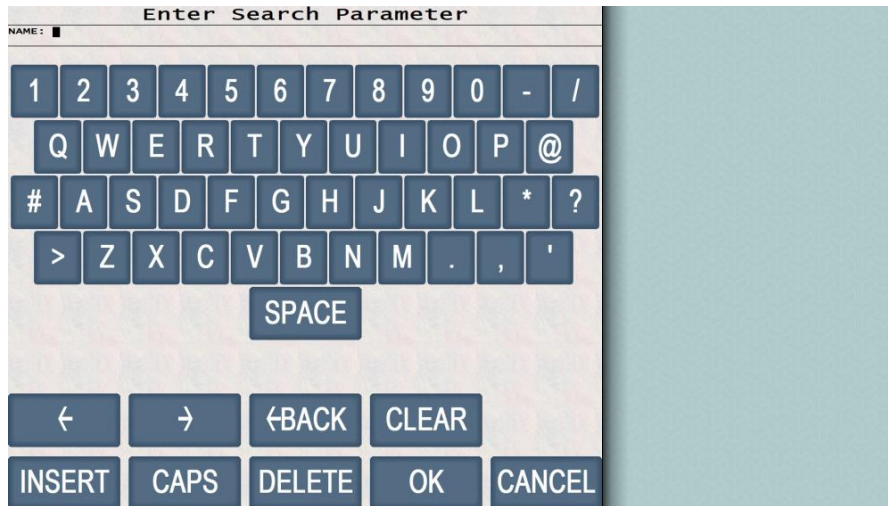 Enter Search Parameter
NAME:
1 2 3 4 5 6 7 8 9 0 - /
Q W E R T Y U I O P @
# A S D F G H J K L * ?
> Z X C V B N M . , '
SPACE
← → ←BACK CLEAR
INSERT CAPS DELETE OK CANCEL